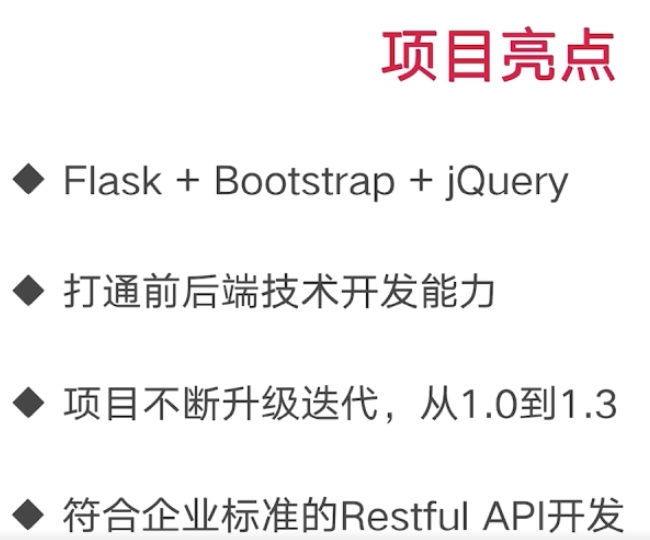 项目亮点
◆ Flask + Bootstrap + jQuery
◆ 打通前后端技术开发能力
◆ 项目不断升级迭代，从1.0到1.3
◆ 符合企业标准的Restful API开发